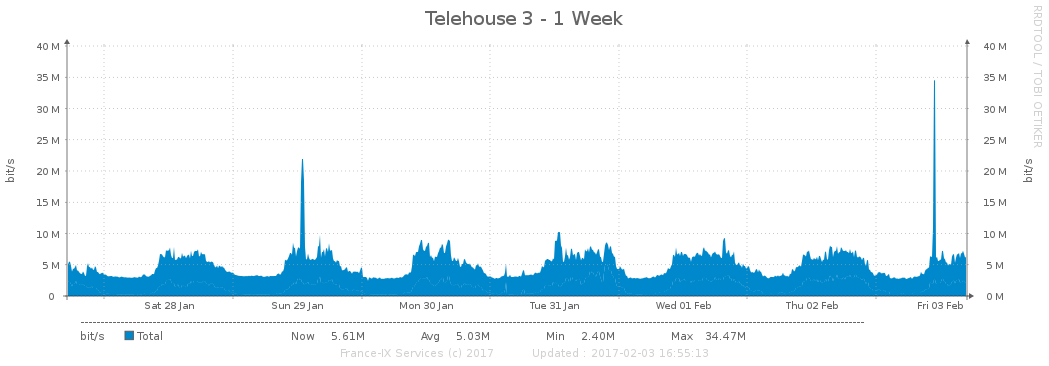 Telehouse 3 - 1 Week
RRDTOOL / TOBI OETIKER
bit/s
40 M 40 M
35 M 35 M
30 M 30 M
25 M 25 M
20 M 20 M
15 M 15 M
10 M 10 M
5 M 5 M
0 0 M
bit/s
Sat 28 Jan Sun 29 Jan Mon 30 Jan Tue 31 Jan Wed 01 Feb Thu 02 Feb Fri 03 Feb
bit/s Total Now 5.61M Avg 5.03M Min 2.40M Max 34.47M
France-IX Services (c) 2017 Updated : 2017-02-03 16:55:13